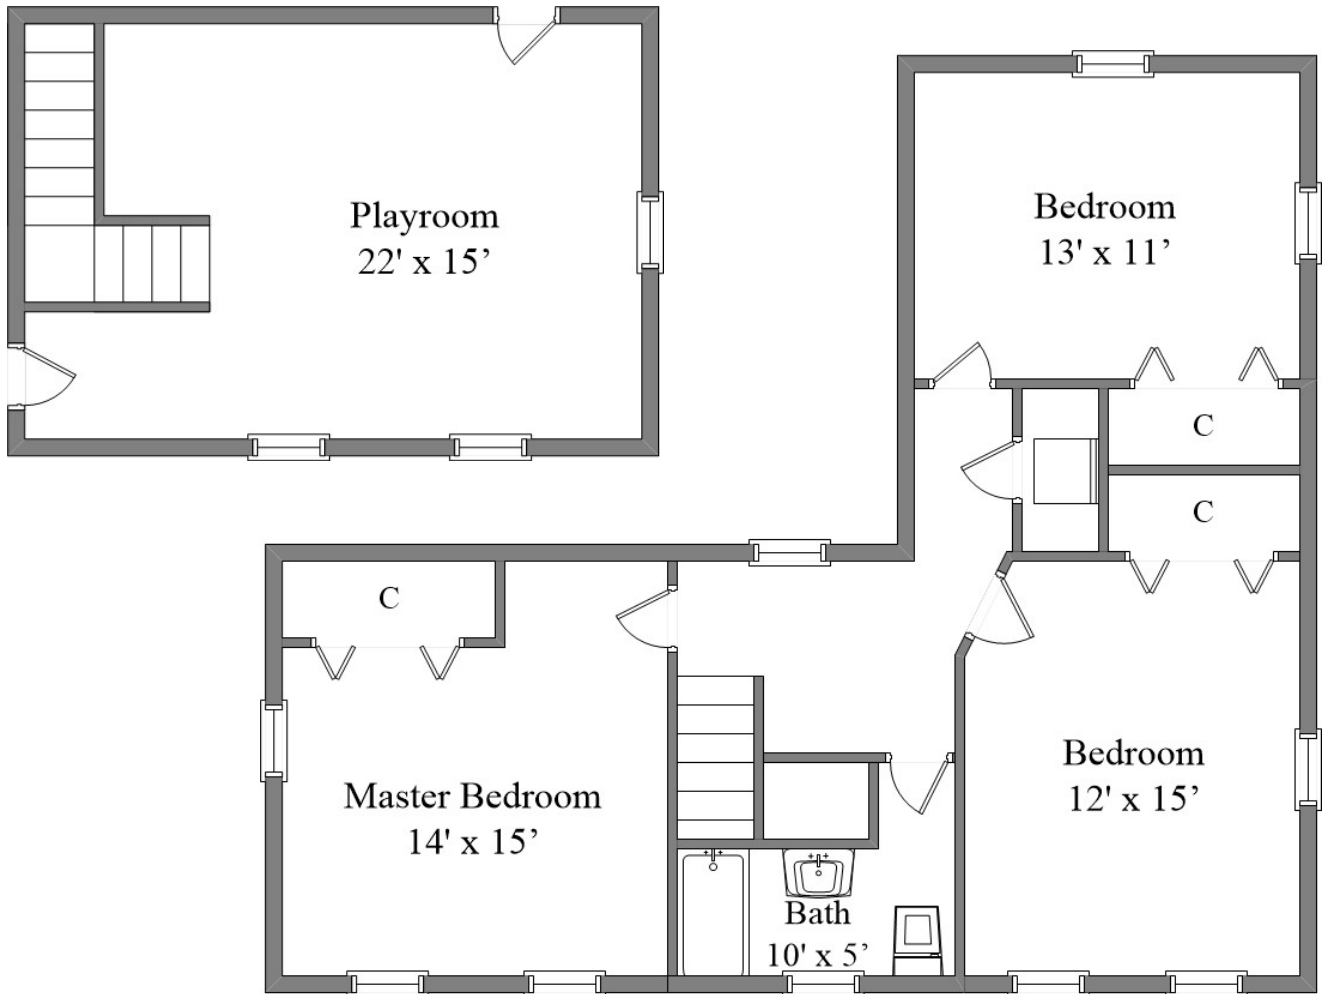 Playroom
22' x 15’
Bedroom
13' x 11’
C
C
C
Master Bedroom
14' x 15’
Bedroom
12' x 15’
Bath
10' x 5’